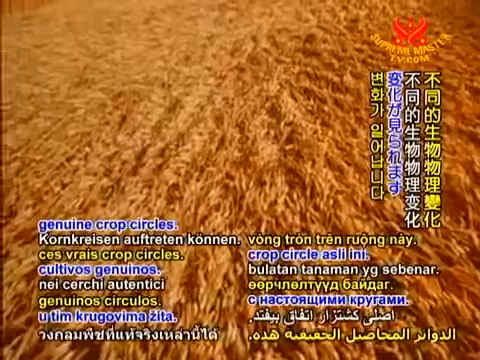 SUPREME MASTER
TV.COM
不同的生物物理變化
不同的生物物理变化
変化が見られます
변화가 일어납니다
genuine crop circles.
Kornkreisen auftreten können.
ces vrais crop circles.
cultivos genuinos.
nei cerchi autentici
genuínos círculos.
u tim krugovima žita.
วงกลมพืชที่แท้จริงเหล่านี้ได้
vòng tròn trên ruộng này.
crop circle asli ini.
bulatan tanaman yg sebenar.
өөрчлөлтүүд байдаг.
с настоящими кругами.
اصلی کشتزار اتفاق بیفتد.
الدوائر المحاصيل الحقيقية هذه.